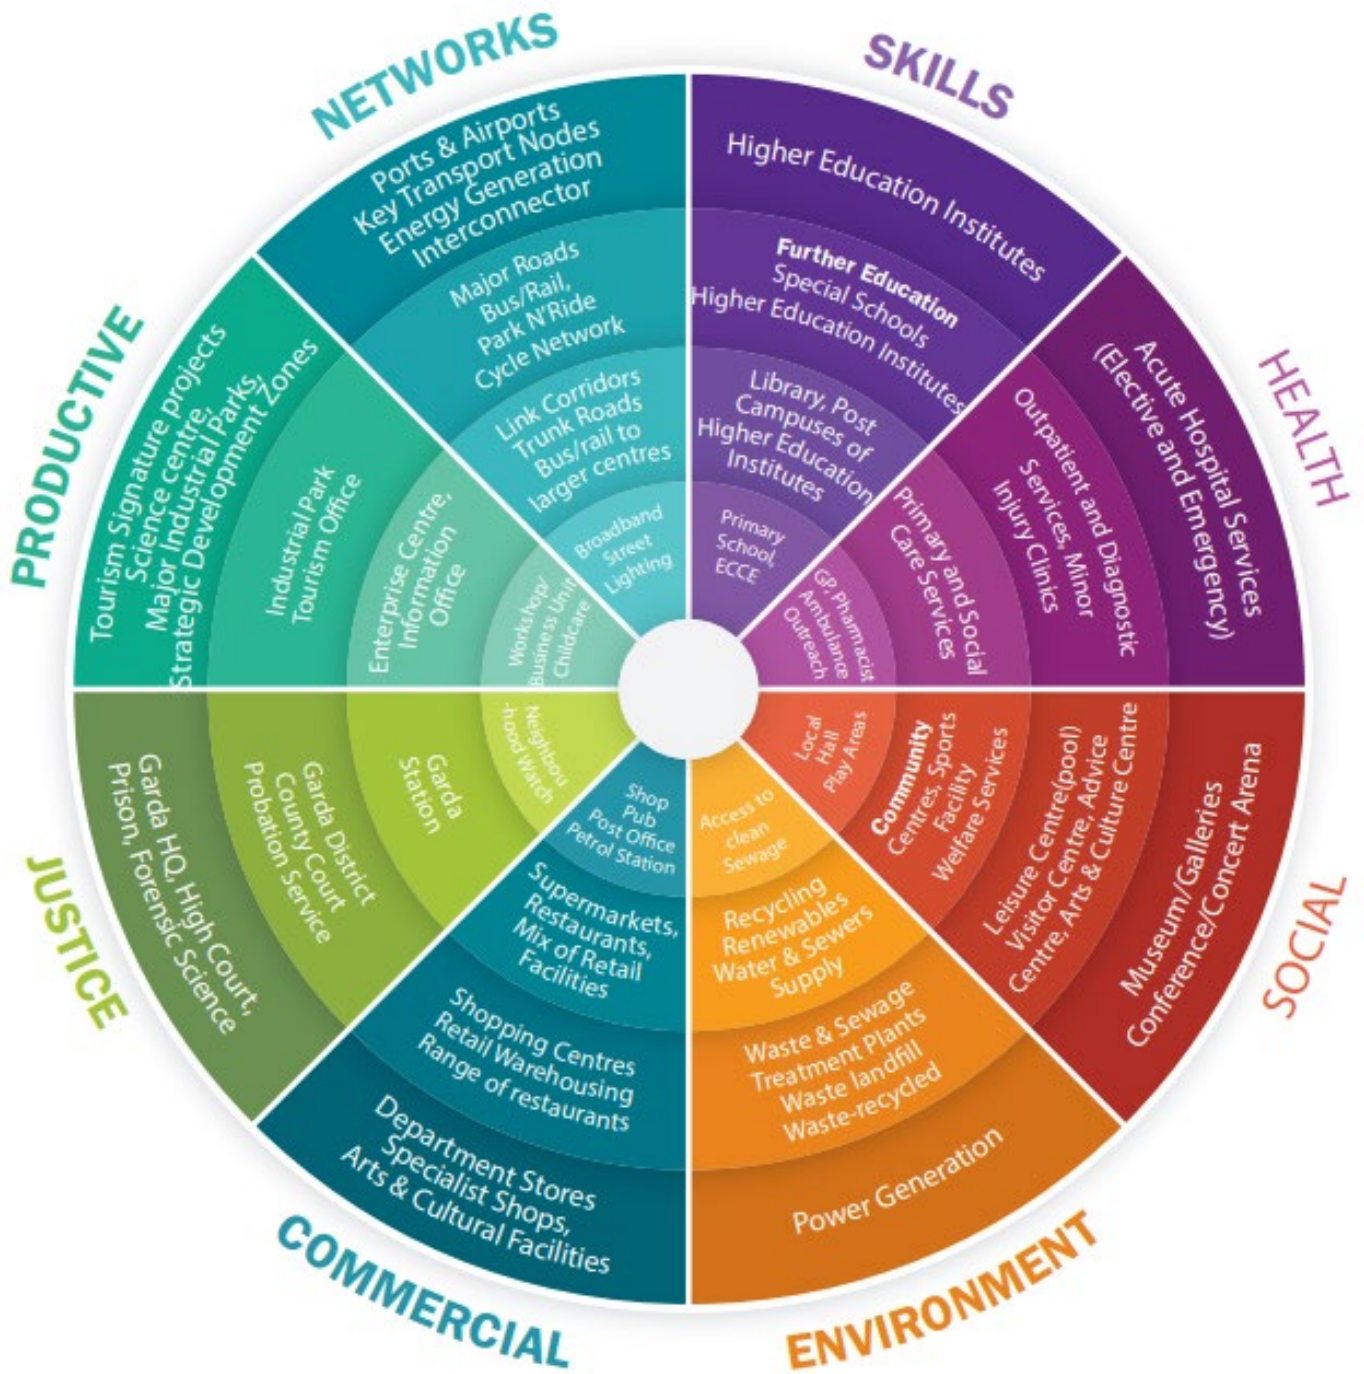 NETWORKS
Ports & Airports
Key Transport Nodes
Energy Generation
Interconnector
Major Roads
Bus/Rail,
Park N'Ride
Cycle Network
Link Corridors
Trunk Roads
Bus/rail to
larger centres
Broadband
Street
Lighting
SKILLS
Higher Education Institutes
Further Education
Special Schools
Higher Education Institutes
Library, Post
Campuses of
Higher Education
Institutes
Primary
School,
ECCE
HEALTH
Acute Hospital Services
(Elective and Emergency)
Outpatient and Diagnostic
Services, Minor
Injury Clinics
Primary and Social
Care Services
GP, Pharmacist
Ambulance
Outreach
SOCIAL
Museum/Galleries
Conference/Concert Arena
Leisure Centre(pool)
Visitor Centre, Advice
Centre, Arts & Culture Centre
Community
Centres, Sports
Facility
Welfare Services
Local
Hall
Play Areas
ENVIRONMENT
Access to
clean
Sewage
Recycling
Renewables
Water & Sewers
Supply
Waste & Sewage
Treatment Plants
Waste landfill
Waste-recycled
Power Generation
COMMERCIAL
Shop
Pub
Post Office
Petrol Station
Supermarkets,
Restaurants,
Mix of Retail
Facilities
Shopping Centres
Retail Warehousing
Range of restaurants
Department Stores
Specialist Shops,
Arts & Cultural Facilities
JUSTICE
Garda HQ, High Court,
Prison, Forensic Science
Garda District
County Court
Probation Service
Garda
Station
Neighbou
-hood Watch
PRODUCTIVE
Tourism Signature projects
Science centre,
Major Industrial Parks,
Strategic Development Zones
Industrial Park
Tourism Office
Enterprise Centre,
Information
Office
Workshop/
Business Unit
Childcare